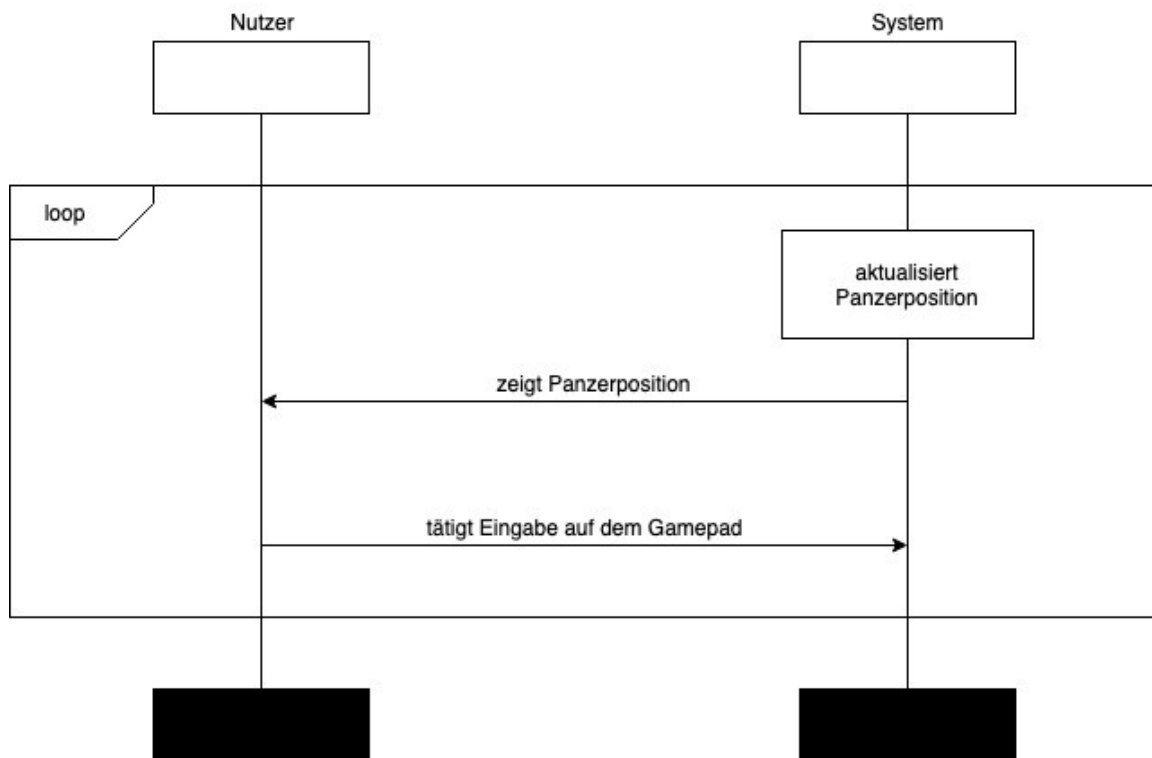 Nutzer
System
loop
aktualisiert
Panzerposition
zeigt Panzerposition
tätigt Eingabe auf dem Gamepad